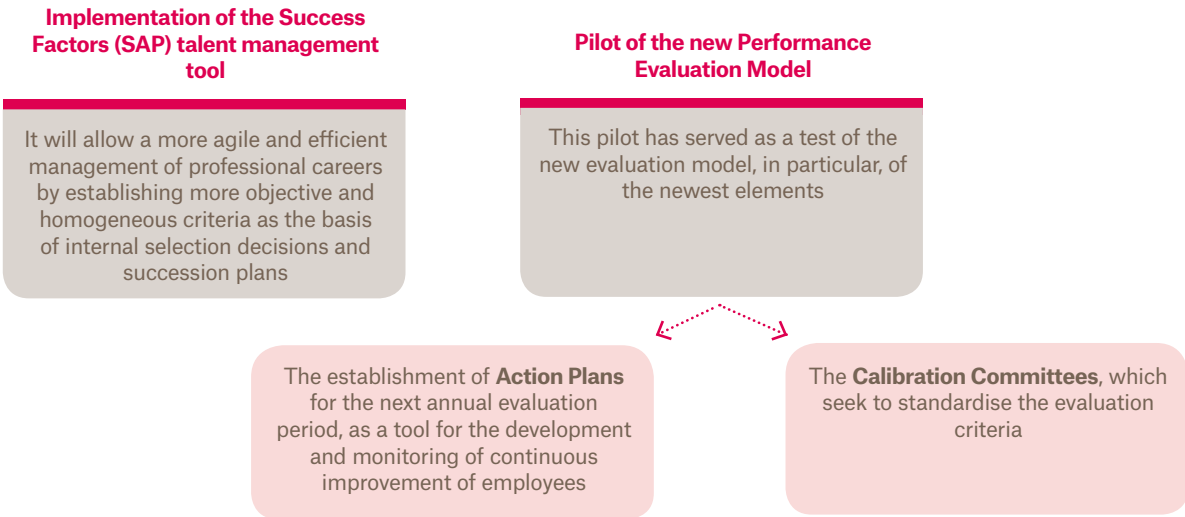 Implementation of the Success
Factors (SAP) talent management
tool
It will allow a more agile and efficient
management of professional careers
by establishing more objective and
homogeneous criteria as the basis
of internal selection decisions and
succession plans
Pilot of the new Performance
Evaluation Model
This pilot has served as a test of the
new evaluation model, in particular, of
the newest elements
The establishment of Action Plans
for the next annual evaluation
period, as a tool for the development
and monitoring of continuous
improvement of employees
The Calibration Committees, which
seek to standardise the evaluation
criteria